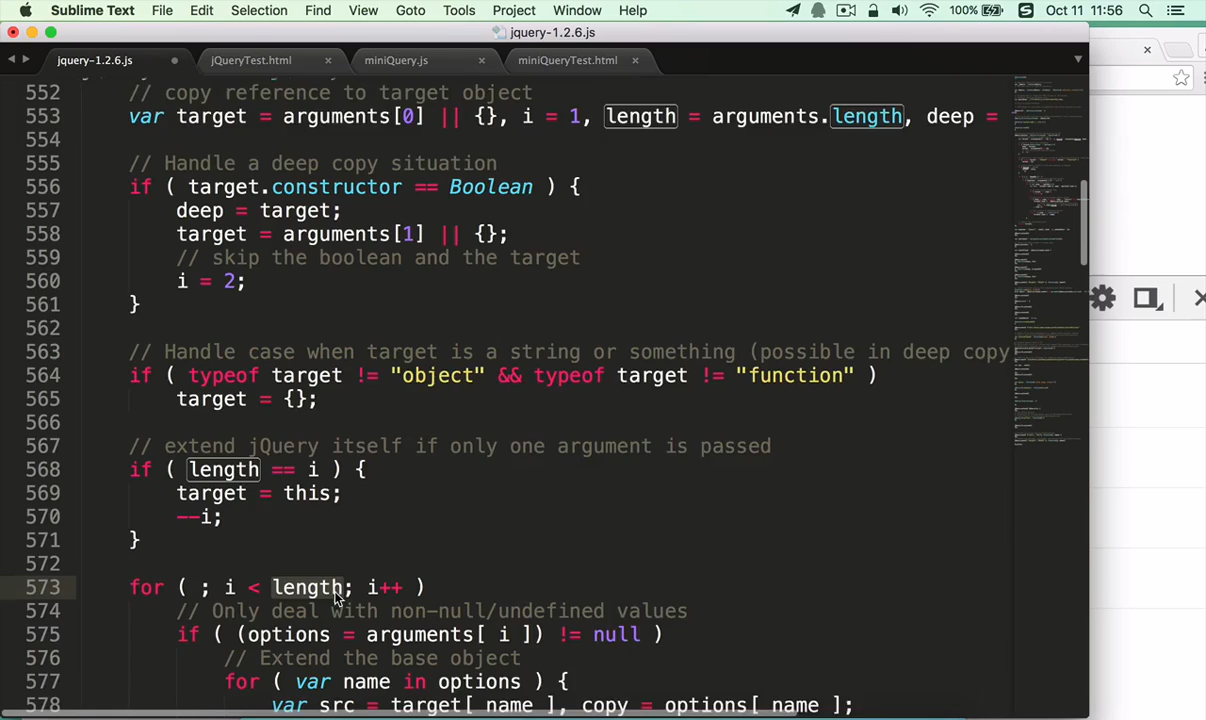 Sublime Text File Edit Selection Find View Goto Tools Project Window Help 100% Oct 11 11:56
jquery-1.2.6.js
jquery-1.2.6.js jQueryTest.html miniQuery.js miniQueryTest.html
552 // copy reference to target object
553 var target = arguments[0] || {}, i = 1, length = arguments.length, deep =
554
555 // Handle a deep copy situation
556 if ( target.constructor == Boolean ) {
557 deep = target;
558 target = arguments[1] || {};
559 // skip the boolean and the target
560 i = 2;
561 }
562
563 // Handle case when target is a string or something (possible in deep copy
564 if ( typeof target != "object" && typeof target != "function" )
565 target = {};
566
567 // extend jQuery itself if only one argument is passed
568 if ( length == i ) {
569 target = this;
570 --i;
571 }
572
573 for ( ; i < length; i++ )
574 // Only deal with non-null/undefined values
575 if ( (options = arguments[ i ]) != null )
576 // Extend the base object
577 for ( var name in options ) {
578 var src = target[ name ], copy = options[ name ];